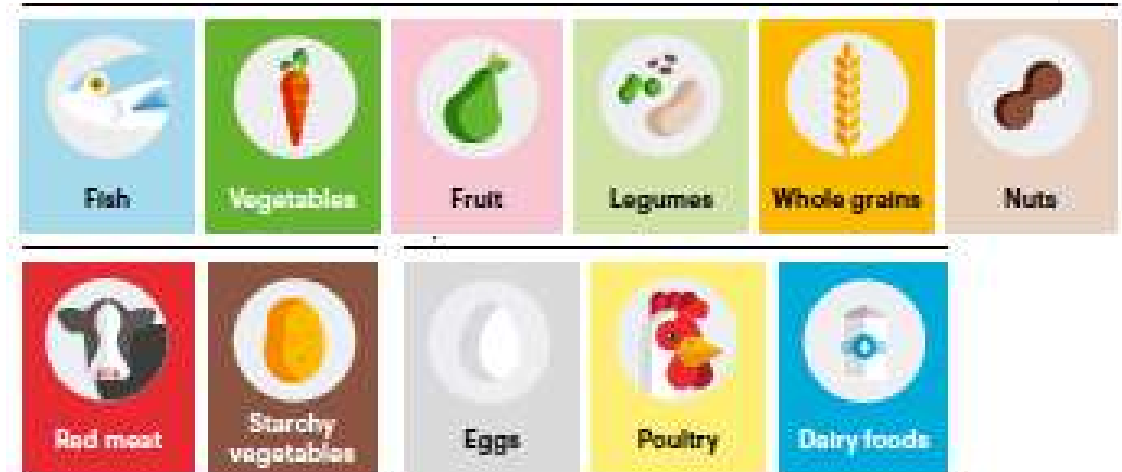 Fish
Vegetables
Fruit
Legumes
Whole grains
Nuts
Red meat
Starchy
vegetables
Eggs
Poultry
Dairy foods